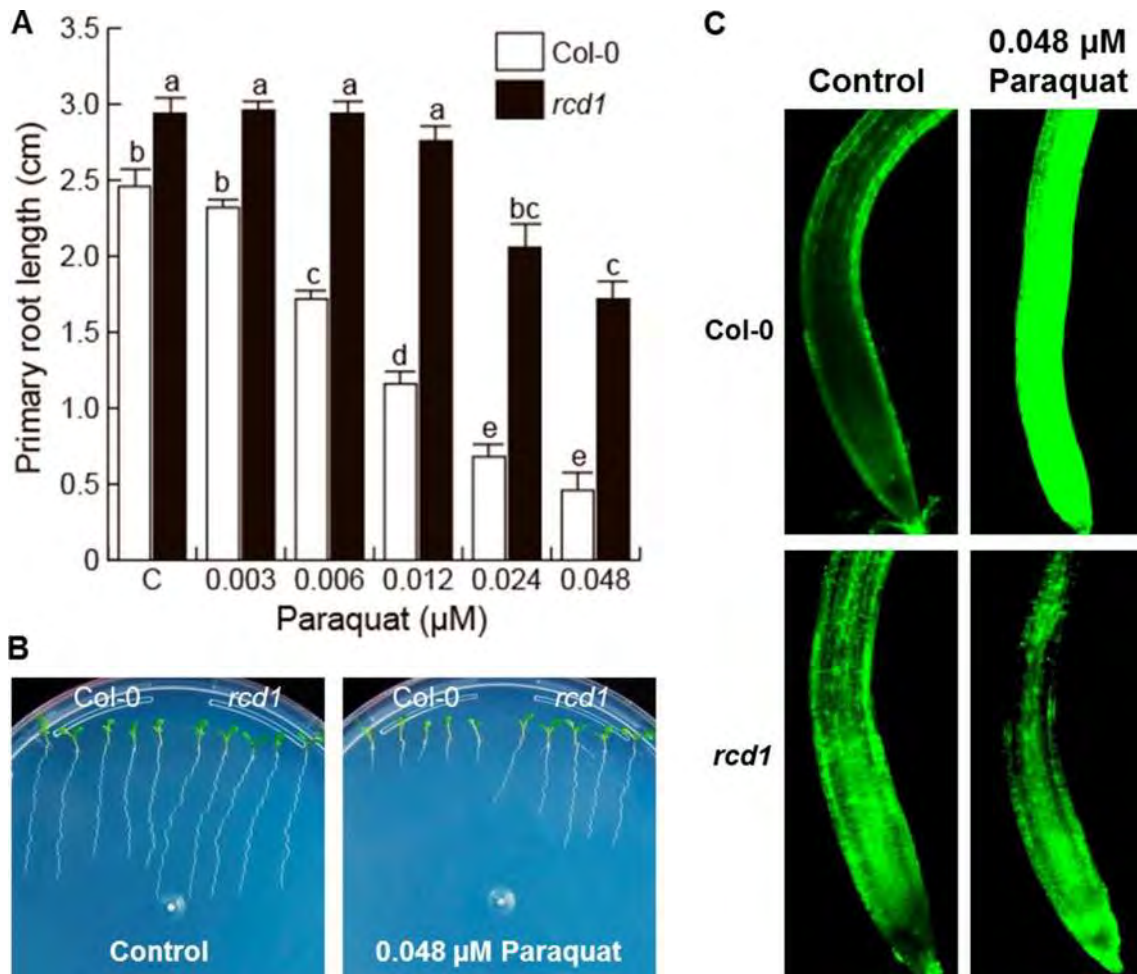 A
Primary root length (cm)
3.5
3.0
2.5
2.0
1.5
1.0
0.5
0
Col-0
rcd1
b
a
b
a
c
a
d
a
e
bc
e
c
C 0.003 0.006 0.012 0.024 0.048
Paraquat (µM)
B
Col-0 rcd1
Control
Col-0 rcd1
0.048 µM Paraquat
C
Control
0.048 µM
Paraquat
Col-0
rcd1